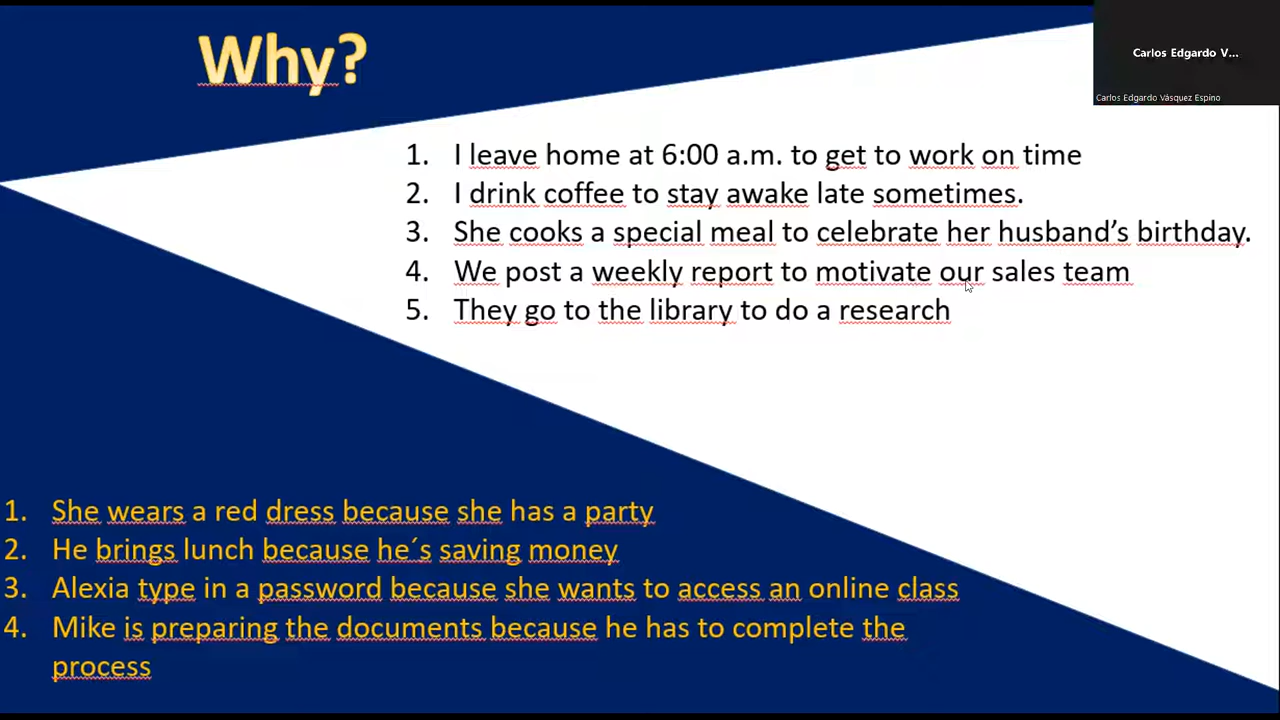 Why?
Carlos Edgardo V...
Carlos Edgardo Vásquez Espino
1. I leave home at 6:00 a.m. to get to work on time
2. I drink coffee to stay awake late sometimes.
3. She cooks a special meal to celebrate her husband’s birthday.
4. We post a weekly report to motivate our sales team
5. They go to the library to do a research
1. She wears a red dress because she has a party
2. He brings lunch because he´s saving money
3. Alexia type in a password because she wants to access an online class
4. Mike is preparing the documents because he has to complete the
process